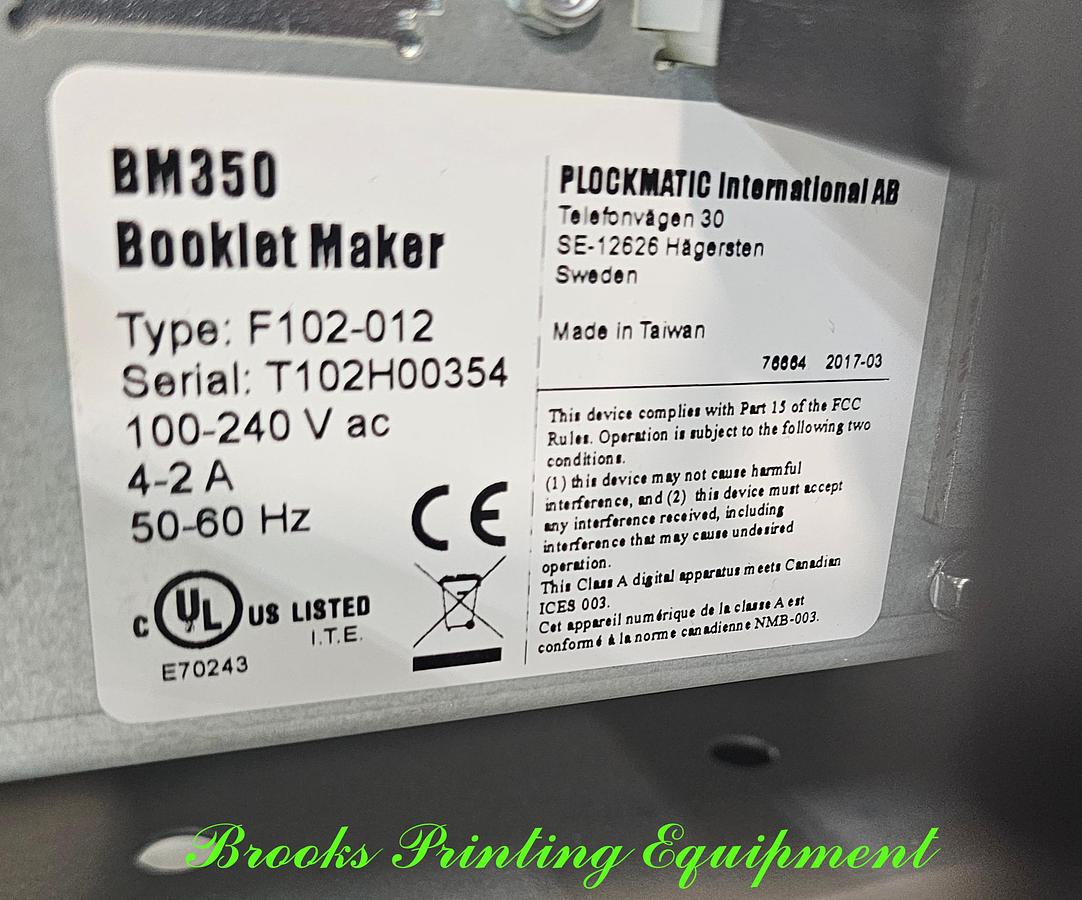 BM350
Booklet Maker
Type: F102-012
Serial: T102H00354
100-240 V ac
4-2 A
50-60 Hz
CE
C UL US LISTED
I.T.E.
E70243
PLOCKMATIC International AB
Telefonvägen 30
SE-12626 Hägersten
Sweden
Made in Taiwan
76664 2017-03
This device complies with Part 15 of the FCC
Rules. Operation is subject to the following two
conditions.
(1) this device may not cause harmful
interference, and (2) this device must accept
any interference received, including
interference that may cause undesired
operation.
This Class A digital apparatus meets Canadian
ICES 003.
Cet appareil numérique de la classe A est
conformé à la norme canadienne NMB-003.
Brooks Printing Equipment